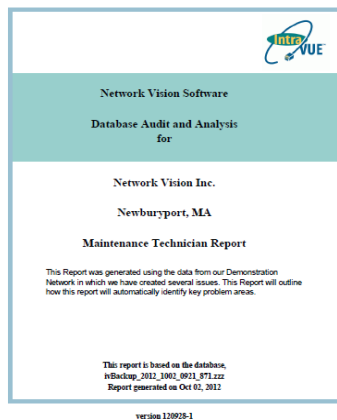 Intra
VUE
Network Vision Software
Database Audit and Analysis
for
Network Vision Inc.
Newburyport, MA
Maintenance Technician Report
This Report was generated using the data from our Demonstration
Network in which we have created several issues. This Report will outline
how this report will automatically identify key problem areas.
This report is based on the database,
ivBackup_2012_1002_0921_871.zzz
Report generated on Oct 02, 2012
version 120928-1